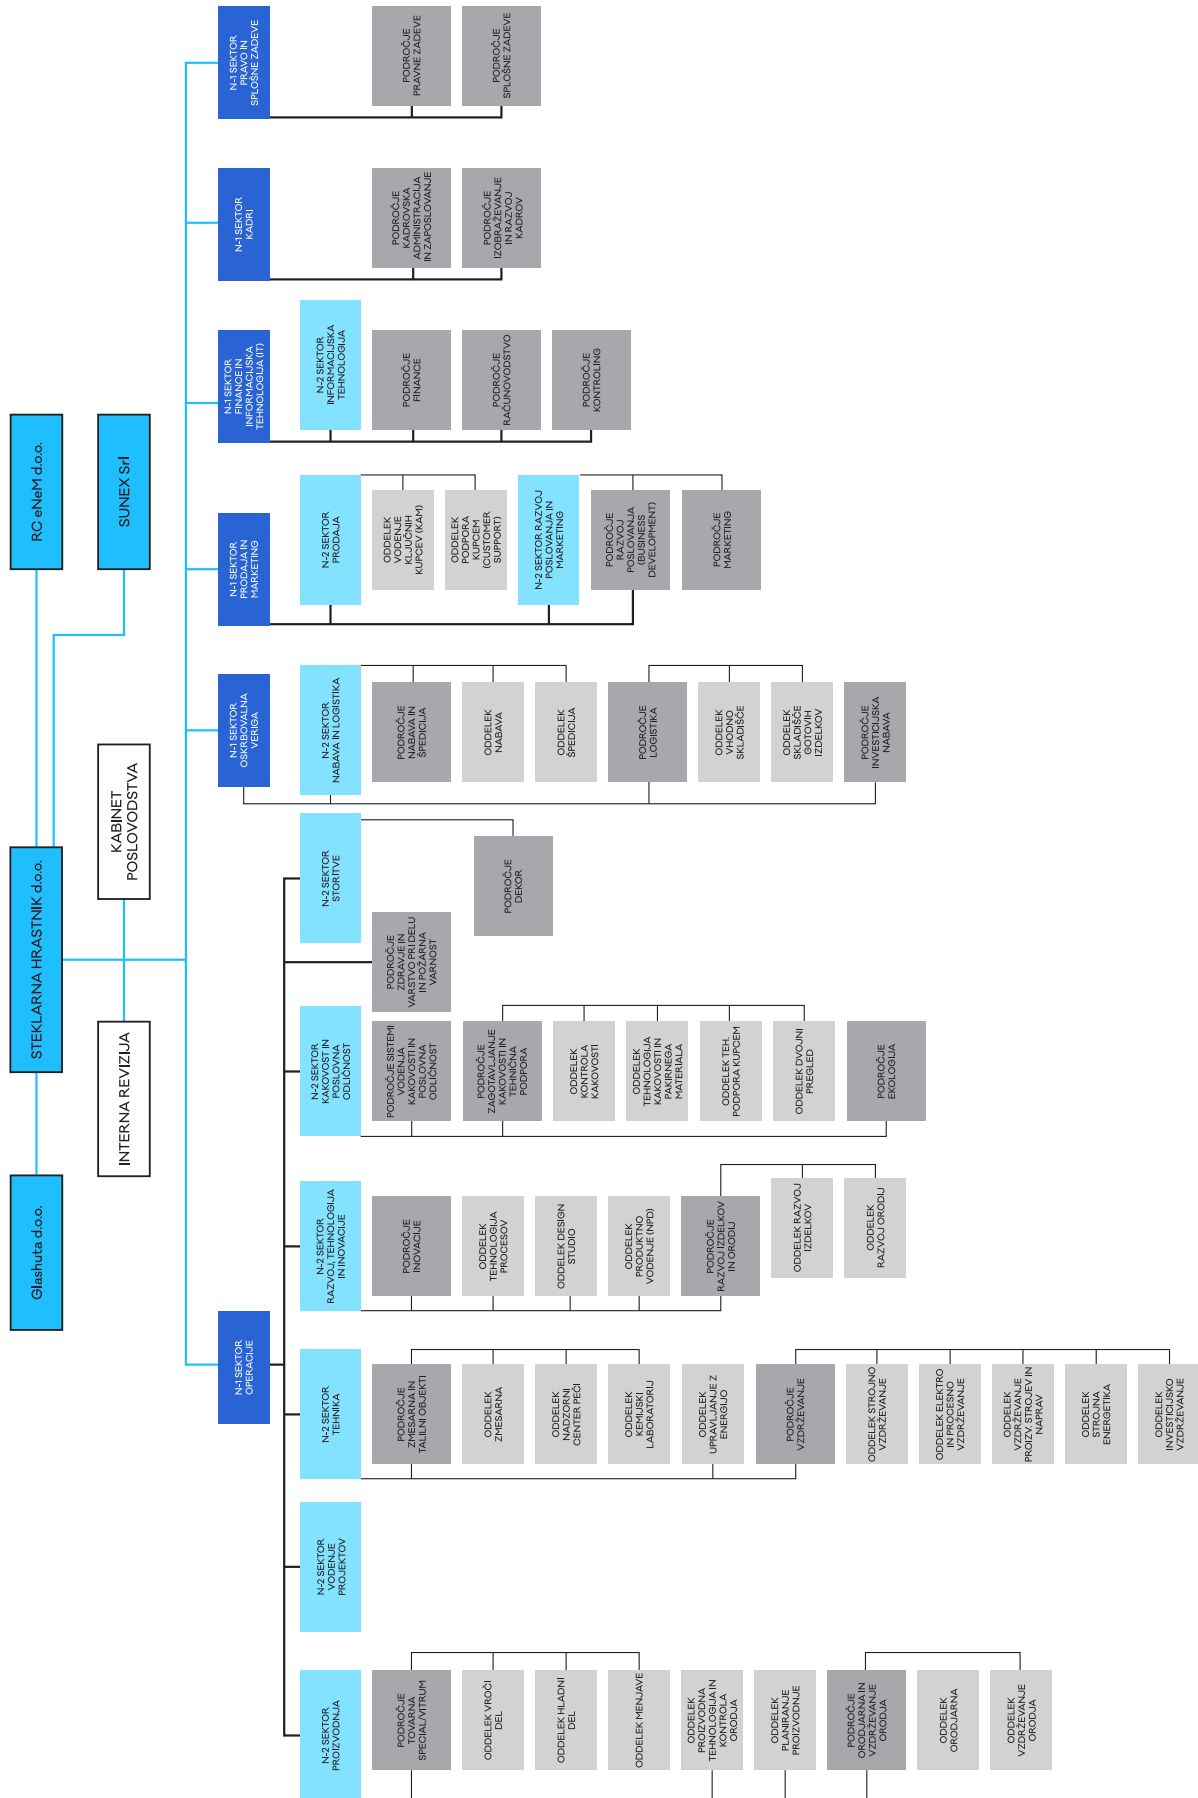 Glashuta d.o.o.
STEKLARNA HRASTNIK d.o.o.
RC eNeM d.o.o.
INTERNA REVIZIJA
KABINET
POSLOVODSTVA
SUNEX Srl
N-1 SEKTOR
OPERACIJE
N-2 SEKTOR
PROIZVODNJA
PODROČJE
TOVARNA
SPECIAL/VITRUM
ODDELEK VROČI
DEL
ODDELEK HLADNI
DEL
ODDELEK MENJAVE
ODDELEK
PROIZVODNA
TEHNOLOGIJA IN
KONTROLA
ORODJA
ODDELEK
PLANIRANJE
PROIZVODNJE
PODROČJE
ORODJARNA IN
VZDRŽEVANJE
ORODJA
ODDELEK
ORODJARNA
ODDELEK
VZDRŽEVANJE
ORODJA
N-2 SEKTOR
VODENJE
PROJEKTOV
N-2 SEKTOR
TEHNIKA
PODROČJE
ZMESARNA IN
TALILNI OBJEKTI
ODDELEK
ZMESARNA
ODDELEK
NADZORNI
CENTER PEČI
ODDELEK
KEMIJSKI
LABORATORIJ
ODDELEK
UPRAVLJANJE Z
ENERGIJO
PODROČJE
VZDRŽEVANJE
ODDELEK STROJNO
VZDRŽEVANJE
ODDELEK ELEKTRO
IN PROCESNO
VZDRŽEVANJE
ODDELEK
VZDRŽEVANJE
PROIZV. STROJEV IN
NAPRAV
ODDELEK
STROJNA
ENERGETIKA
ODDELEK
INVESTICIJSKO
VZDRŽEVANJE
N-2 SEKTOR
RAZVOJ, TEHNOLOGIJA
IN INOVACIJE
PODROČJE
INOVACIJE
ODDELEK
TEHNOLOGIJA
PROCESOV
ODDELEK DESIGN
STUDIO
ODDELEK
PRODUKTNO
VODENJE (NPD)
PODROČJE
RAZVOJ IZDELKOV
IN ORODIJ
ODDELEK RAZVOJ
IZDELKOV
ODDELEK
RAZVOJ ORODIJ
N-2 SEKTOR
KAKOVOST IN
POSLOVNA
ODLIČNOST
PODROČJE SISTEMI
VODENJA
KAKOVOSTI IN
POSLOVNA
ODLIČNOST
PODROČJE
ZAGOTAVLJANJE
KAKOVOSTI IN
TEHNIČNA
PODPORA
ODDELEK
KONTROLA
KAKOVOSTI
ODDELEK
TEHNOLOGIJA
KAKOVOSTI IN
PAKIRNEGA
MATERIALA
ODDELEK TEH.
PODPORA KUPCEM
ODDELEK DVOJNI
PREGLED
PODROČJE
EKOLOGIJA
PODROČJE
ZDRAVJE IN
VARSTVO PRI DELU
IN POŽARNA
VARNOST
N-2 SEKTOR
STORITVE
PODROČJE
DEKOR
N-1 SEKTOR
OSKRBOVALNA
VERIGA
N-2 SEKTOR
NABAVA IN LOGISTIKA
PODROČJE
NABAVA IN
ŠPEDICIJA
ODDELEK
NABAVA
ODDELEK
ŠPEDICIJA
PODROČJE
LOGISTIKA
ODDELEK
VHODNO
SKLADIŠČE
ODDELEK
SKLADIŠČE
GOTOVIH
IZDELKOV
PODROČJE
INVESTICIJSKA
NABAVA
N-1 SEKTOR
PRODAJA IN
MARKETING
N-2 SEKTOR
PRODAJA
ODDELEK
VODENJE
KLJUČNIH
KUPCEV (KAM)
ODDELEK
PODPORA
KUPCEM
(CUSTOMER
SUPPORT)
N-2 SEKTOR RAZVOJ
POSLOVANJA IN
MARKETING
PODROČJE
RAZVOJ
POSLOVANJA
(BUSINESS
DEVELOPMENT)
PODROČJE
MARKETING
N-1 SEKTOR
FINANCE IN
INFORMACIJSKA
TEHNOLOGIJA (IT)
N-2 SEKTOR
INFORMACIJSKA
TEHNOLOGIJA
PODROČJE
FINANCE
PODROČJE
RAČUNOVODSTVO
PODROČJE
KONTROLING
N-1 SEKTOR
KADRI
PODROČJE
KADROVSKA
ADMINISTRACIJA
IN ZAPOSLOVANJE
PODROČJE
IZOBRAŽEVANJE
IN RAZVOJ
KADROV
N-1 SEKTOR
PRAVO IN
SPLOŠNE ZADEVE
PODROČJE
PRAVNE ZADEVE
PODROČJE
SPLOŠNE ZADEVE